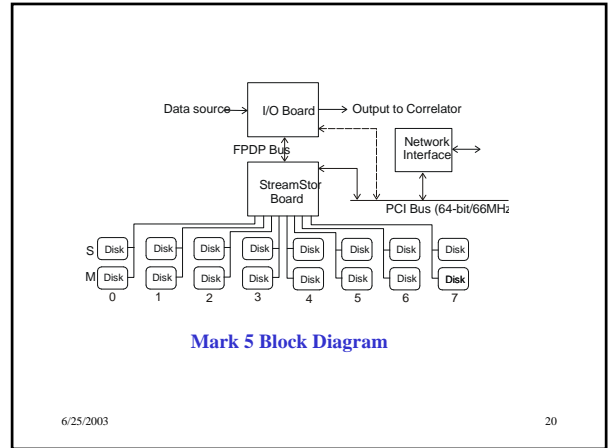 Data source
I/O Board
Output to Correlator
FPDP Bus
Network
Interface
StreamStor
Board
PCI Bus (64-bit/66MHz
S Disk Disk Disk Disk Disk Disk Disk Disk
M Disk Disk Disk Disk Disk Disk Disk Disk
0 1 2 3 4 5 6 7
Mark 5 Block Diagram
6/25/2003 20